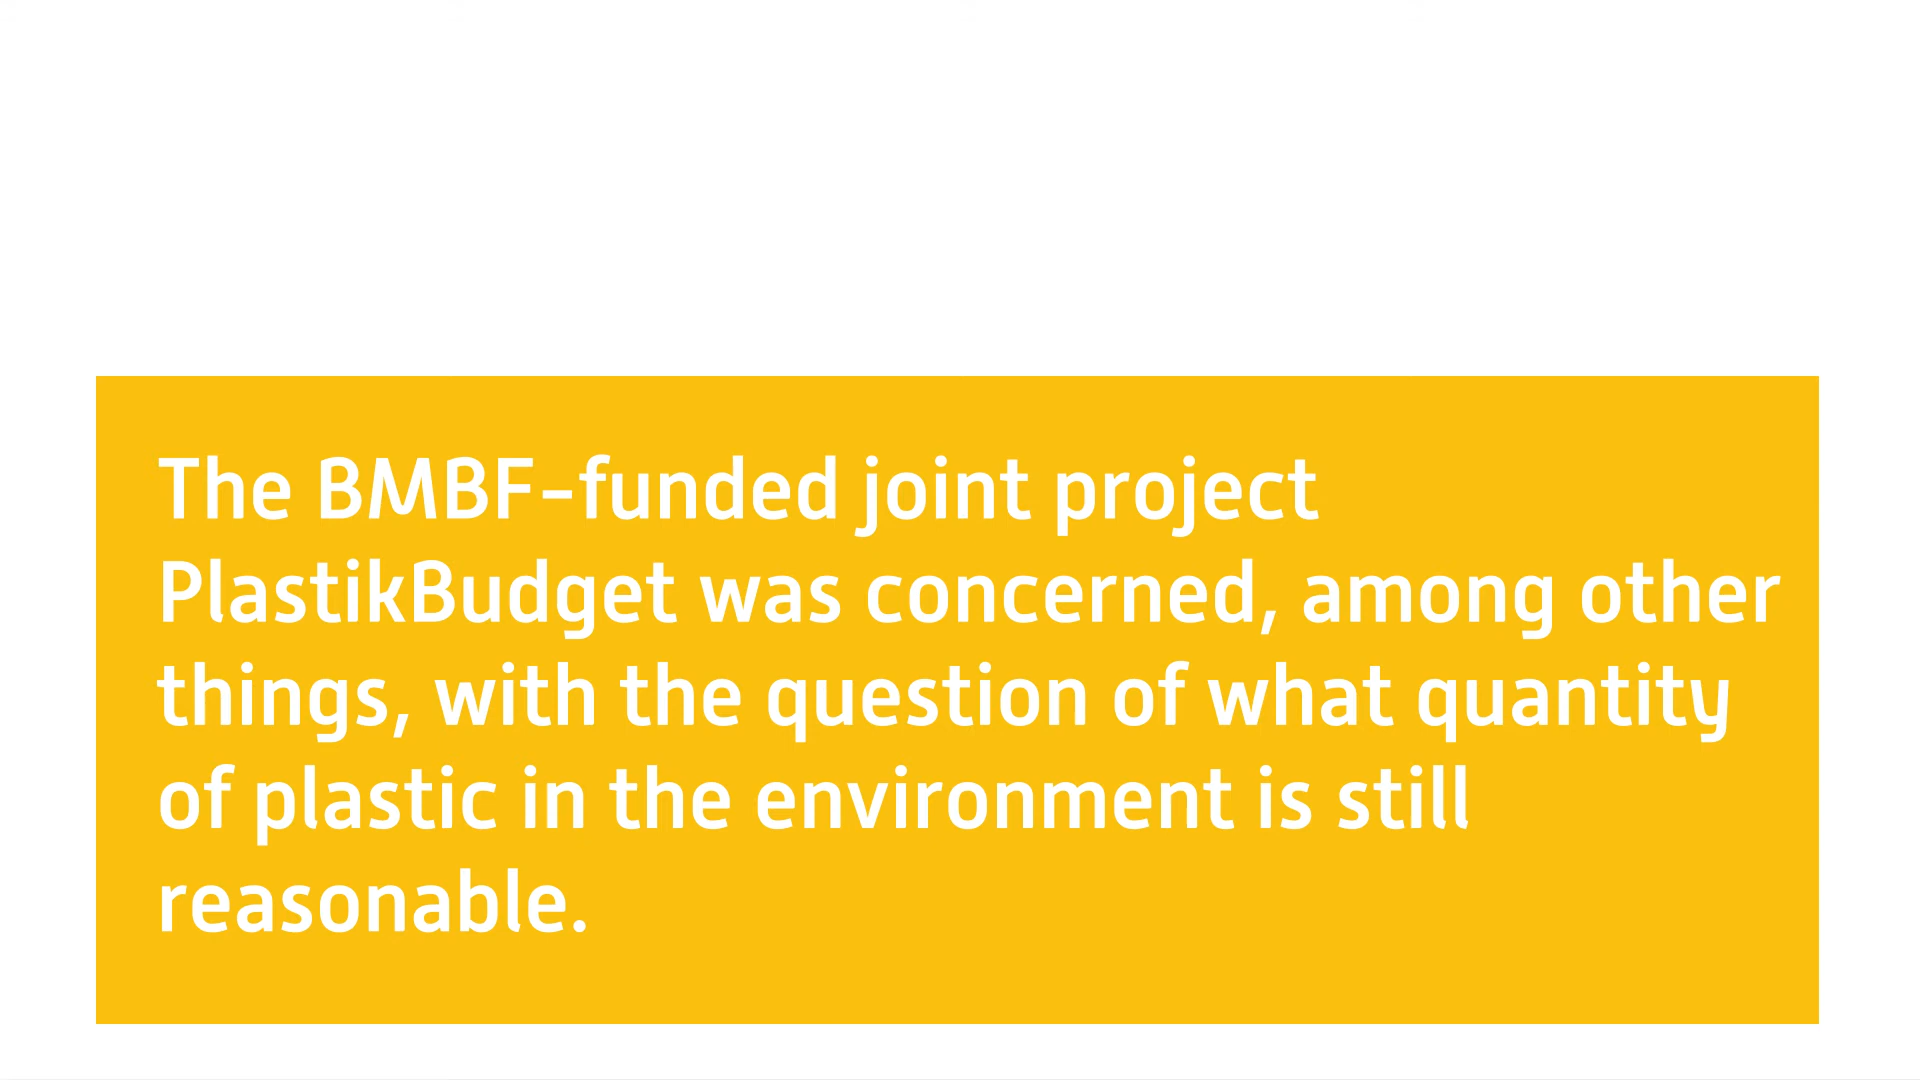 The BMBF-funded joint project
PlastikBudget was concerned, among other
things, with the question of what quantity
of plastic in the environment is still
reasonable.